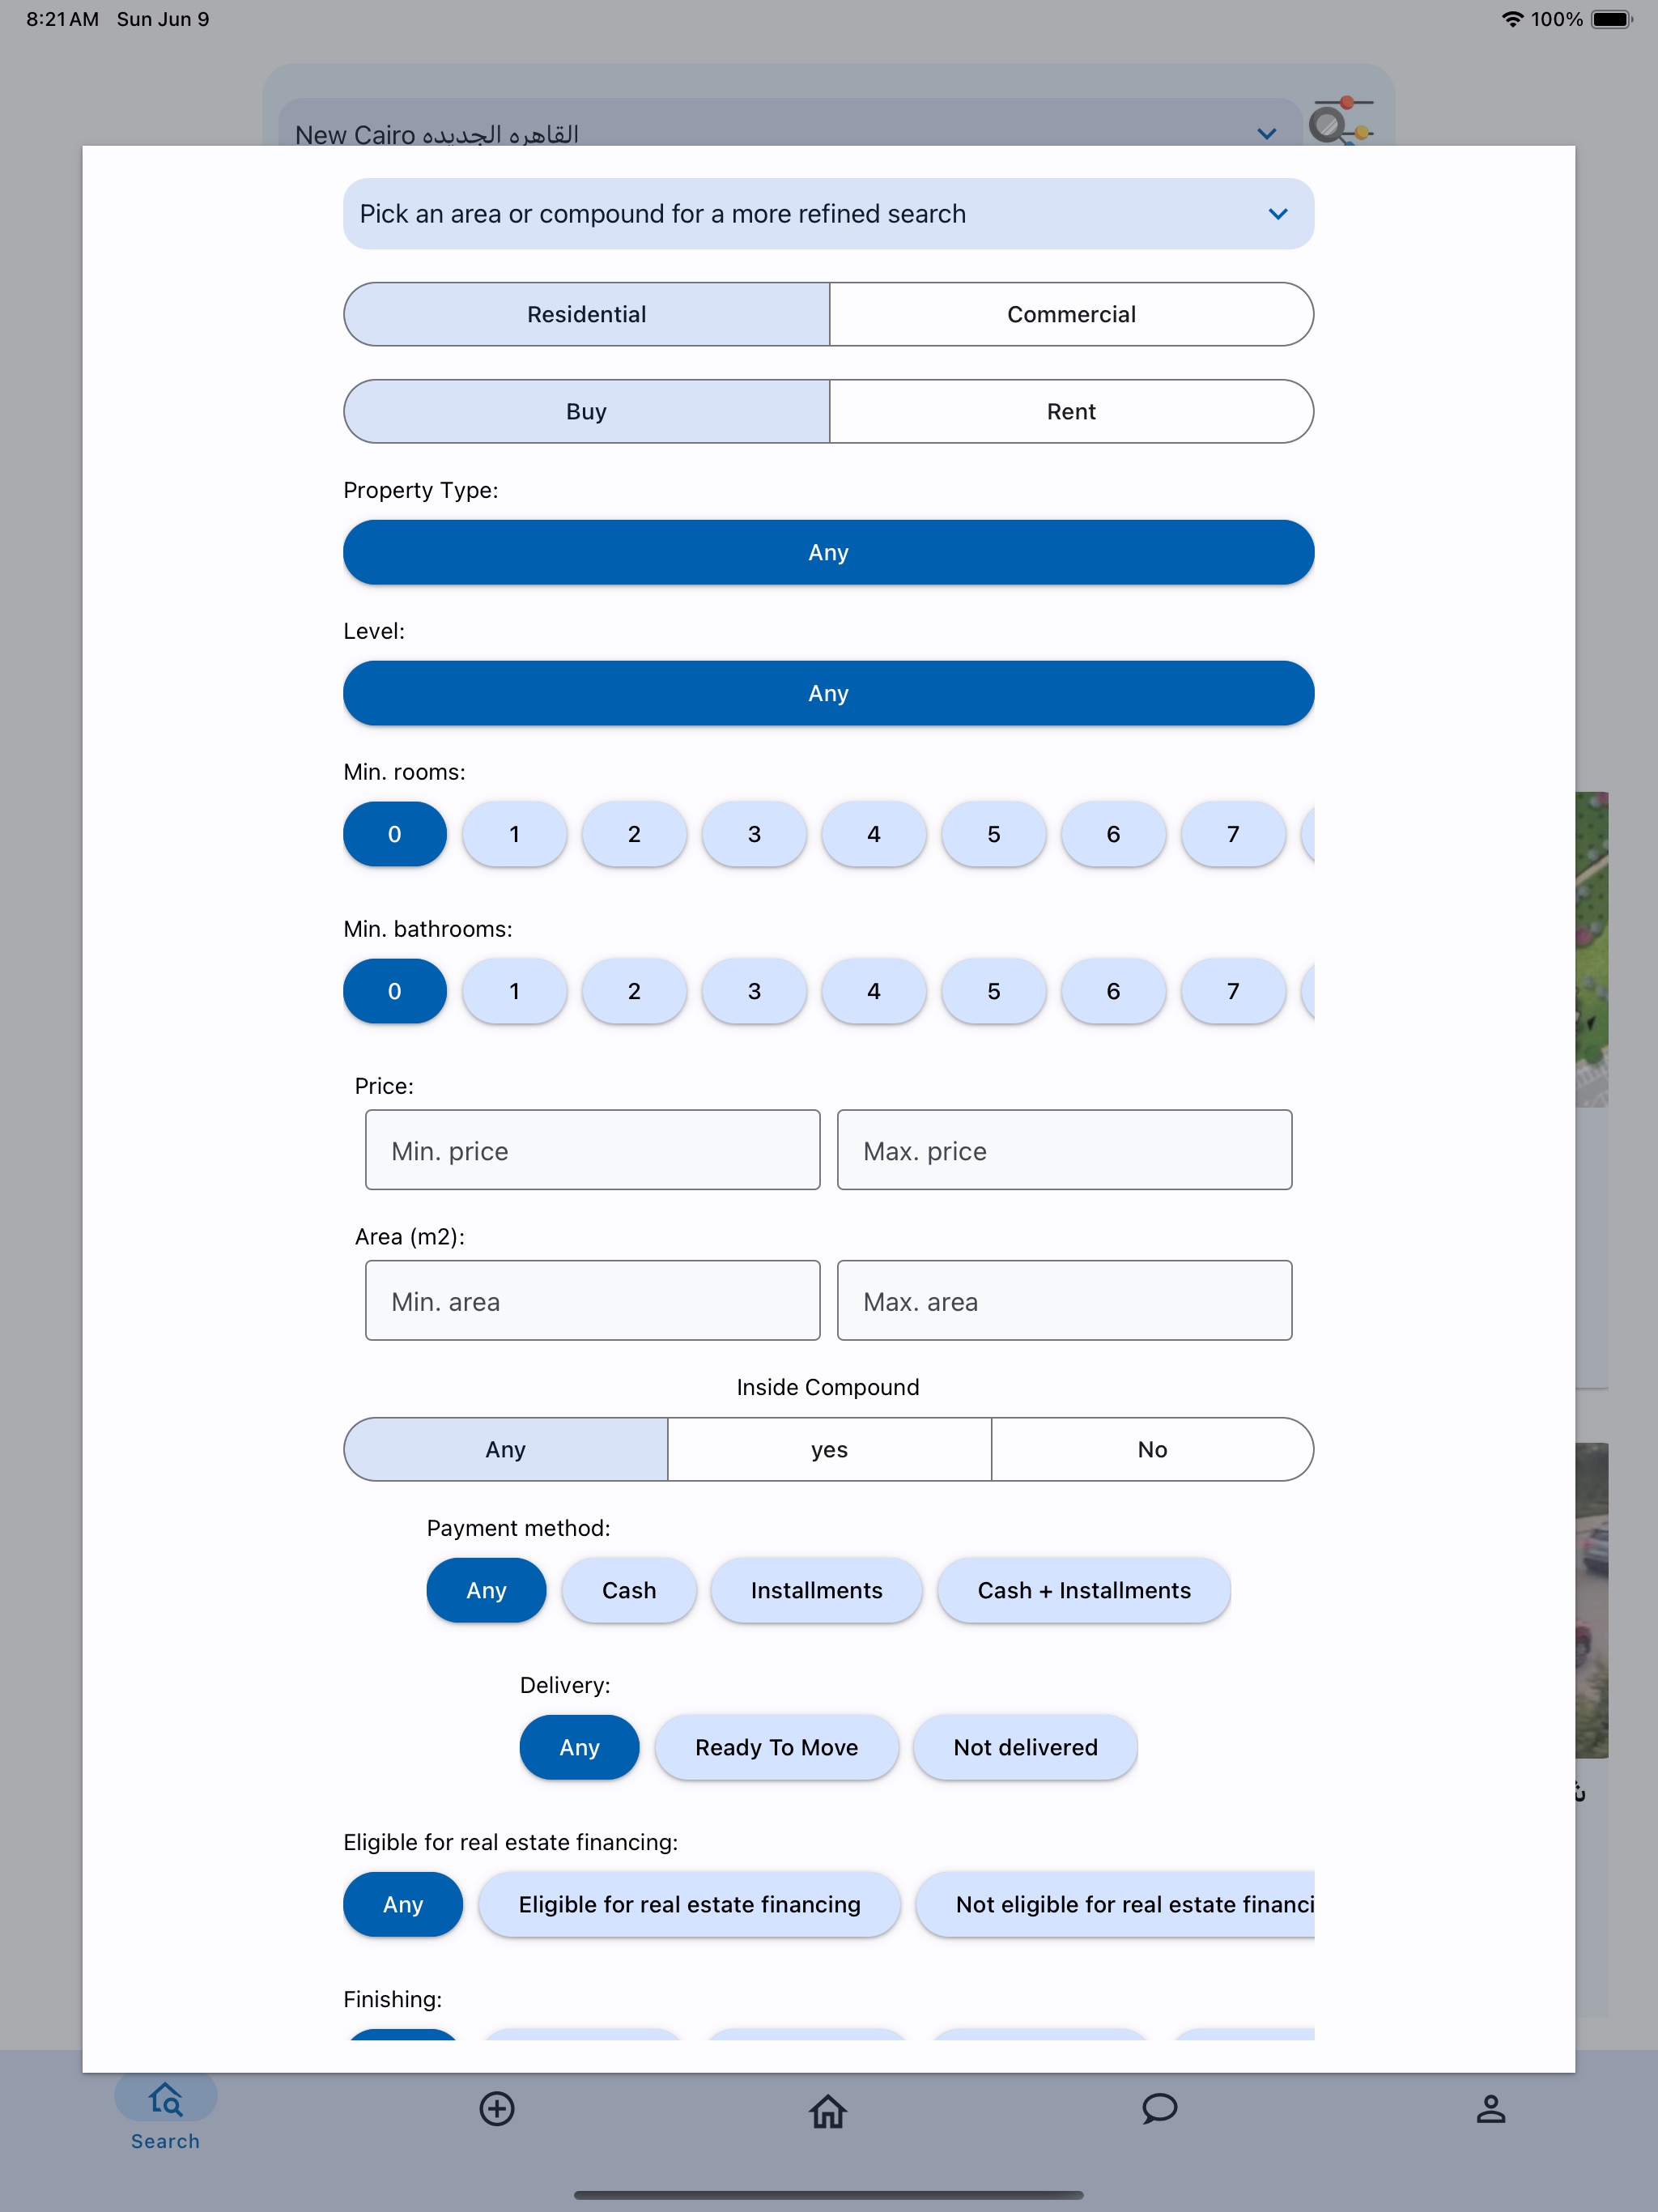 8:21 AM Sun Jun 9 100%
New Cairo القاهره الجديده
Pick an area or compound for a more refined search
Residential Commercial
Buy Rent
Property Type:
Any
Level:
Any
Min. rooms:
0 1 2 3 4 5 6 7
Min. bathrooms:
0 1 2 3 4 5 6 7
Price:
Min. price Max. price
Area (m2):
Min. area Max. area
Inside Compound
Any yes No
Payment method:
Any Cash Installments Cash + Installments
Delivery:
Any Ready To Move Not delivered
Eligible for real estate financing:
Any Eligible for real estate financing Not eligible for real estate financi
Finishing:
Search